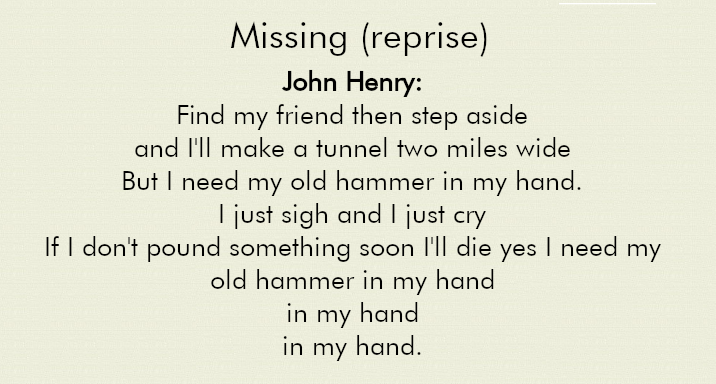 Missing (reprise)
John Henry:
Find my friend then step aside
and I'll make a tunnel two miles wide
But I need my old hammer in my hand.
I just sigh and I just cry
If I don't pound something soon I'll die yes I need my
old hammer in my hand
in my hand
in my hand.